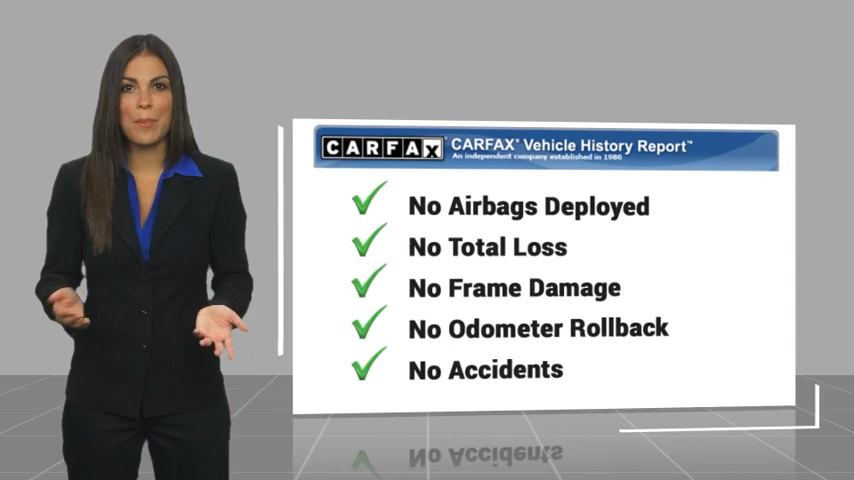 CARFAX CARFAX® Vehicle History Report™
An independent company established in 1986
No Airbags Deployed
No Total Loss
No Frame Damage
No Odometer Rollback
No Accidents
No Accidents